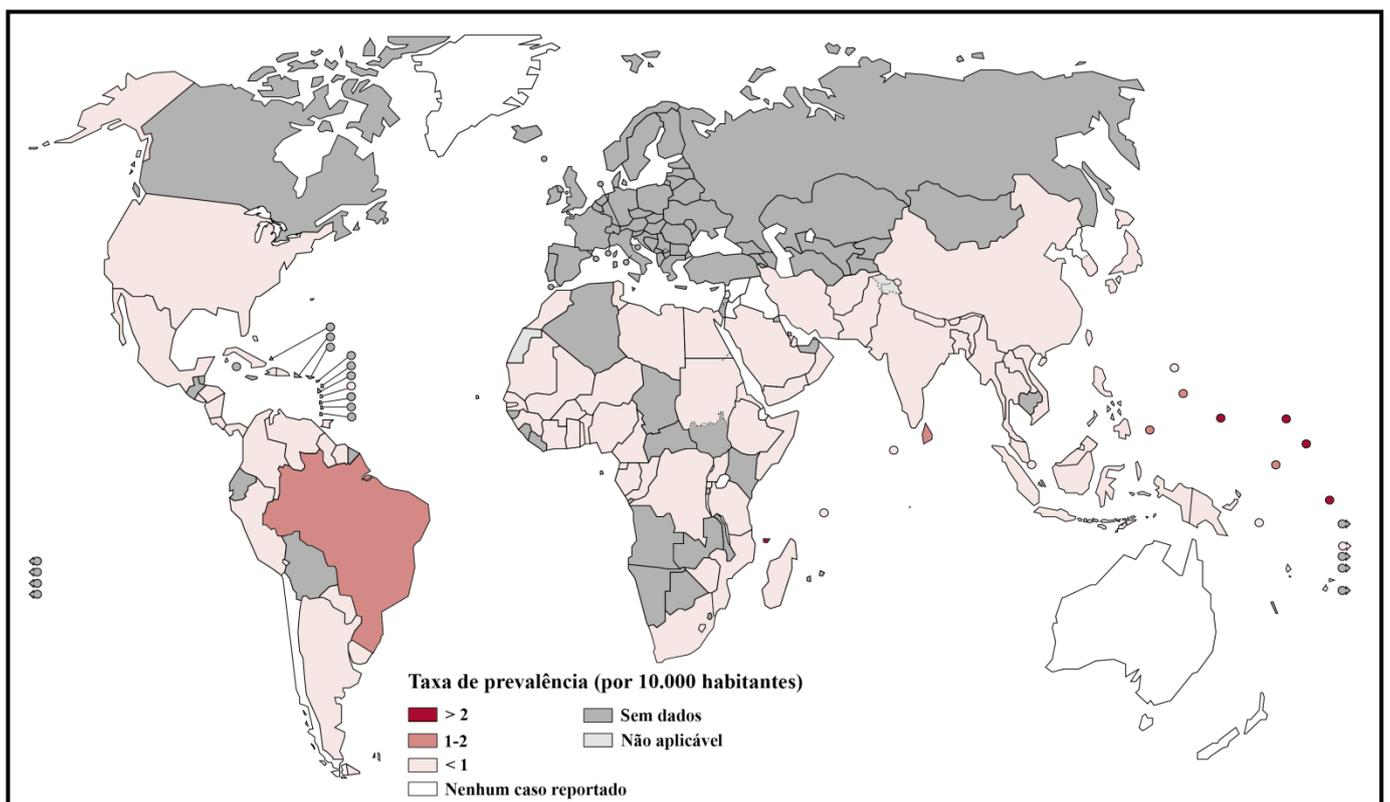 Taxa de prevalência (por 10.000 habitantes)
> 2
1-2
< 1
Nenhum caso reportado
Sem dados
Não aplicável